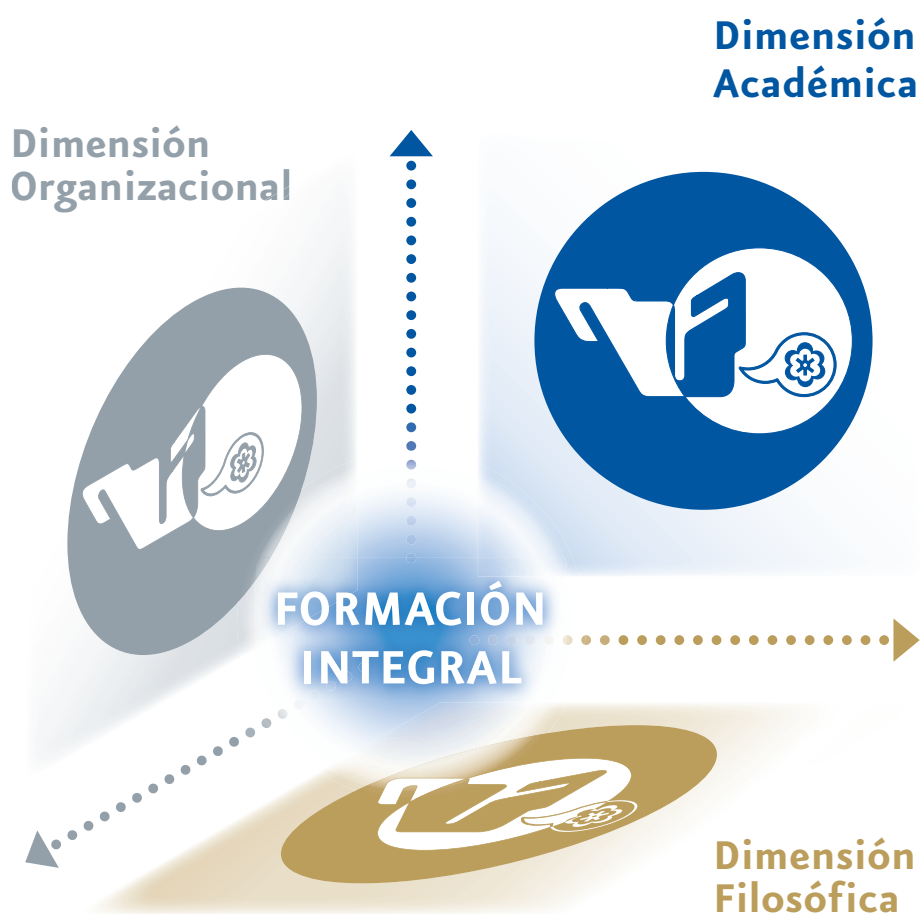 Dimensión
Académica
Dimensión
Organizacional
FORMACIÓN
INTEGRAL
Dimensión
Filosófica